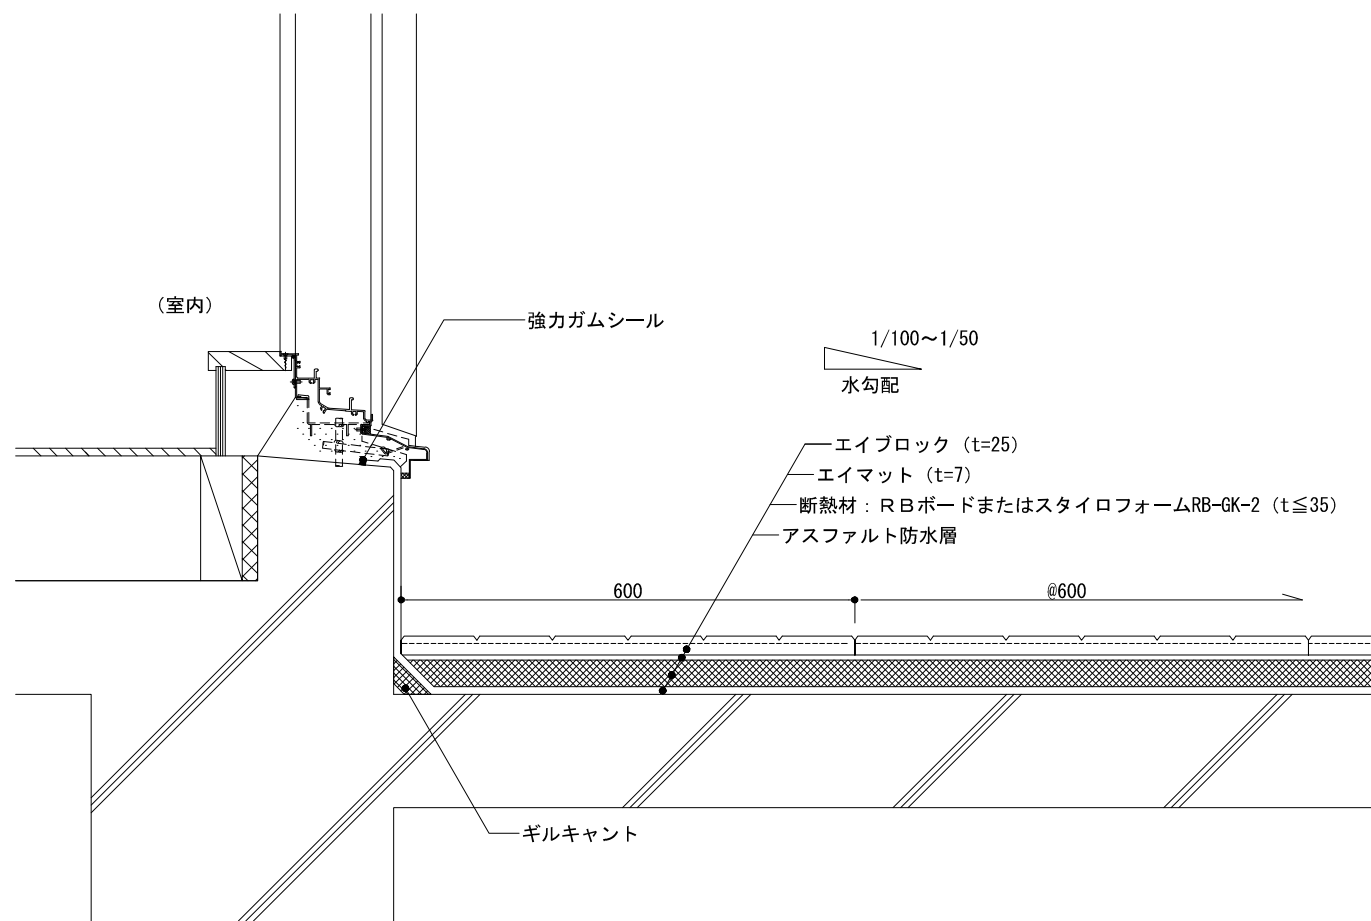 (室内)
強力ガムシール
1/100～1/50
水勾配
エイブロック (t=25)
エイマット (t=7)
断熱材：ＲＢボードまたはスタイロフォームRB-GK-2 (t≦35)
アスファルト防水層
600
@600
ギルキャント